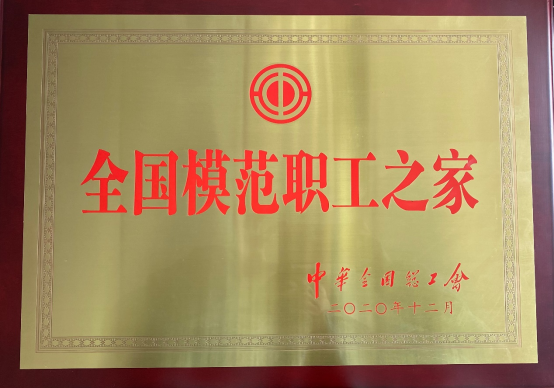 全国模范职工之家
中华全国总工會
二〇二〇年十二月